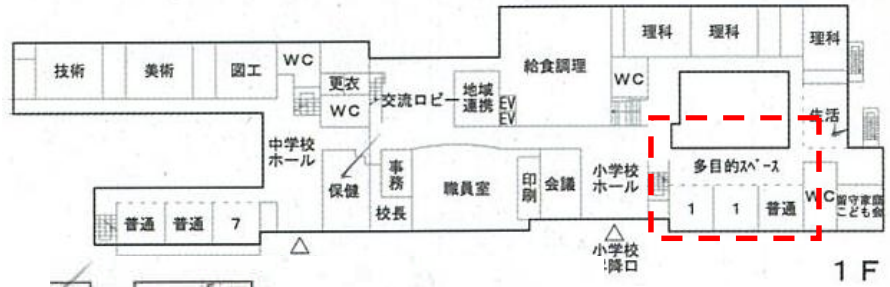 理科
理科
理科
WC
給食調理
技術
美術
図工
更衣
WC
交流ロビー
地域
連携
EV
EV
WC
生活
中学校
ホール
保健
事務
校長
職員室
印刷
会議
小学校
ホール
多目的スペース
普通
普通
7
1
1
普通
WC
留守家庭
こども会
小学校
昇降口
1F